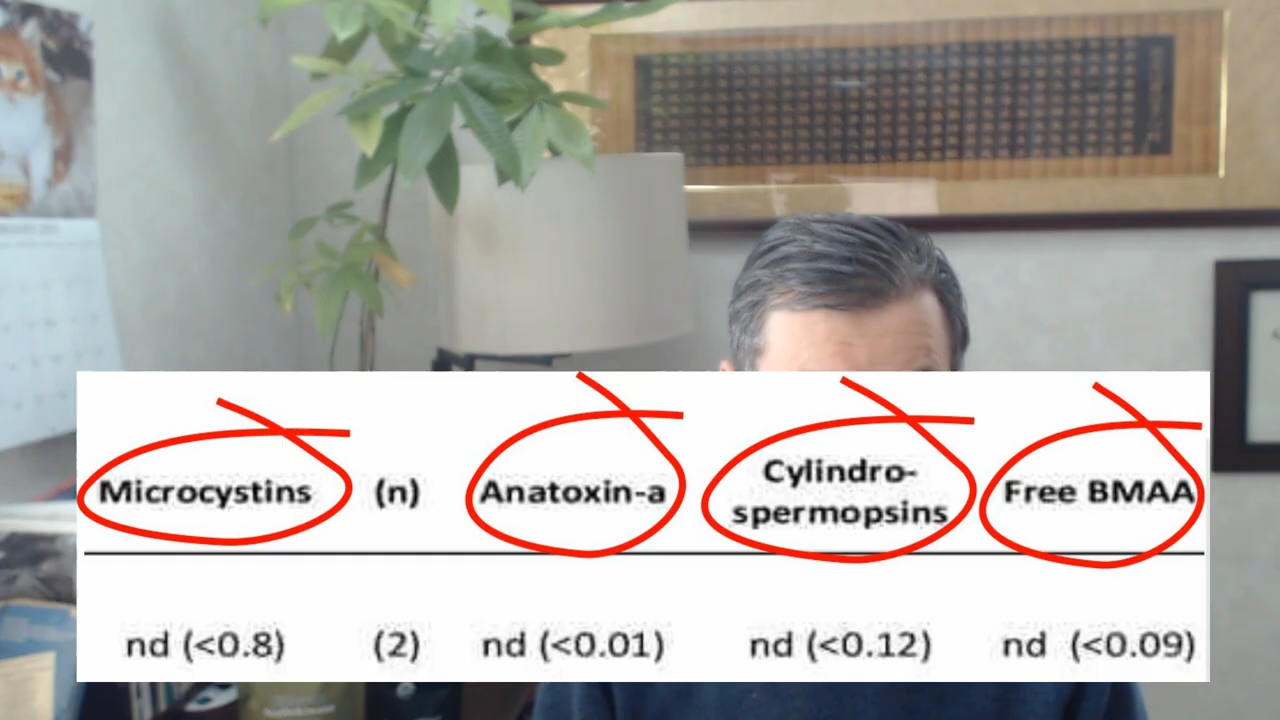 Microcystins (n) Anatoxin-a Cylindro-
spermopsins Free BMAA
nd (<0.8) (2) nd (<0.01) nd (<0.12) nd (<0.09)